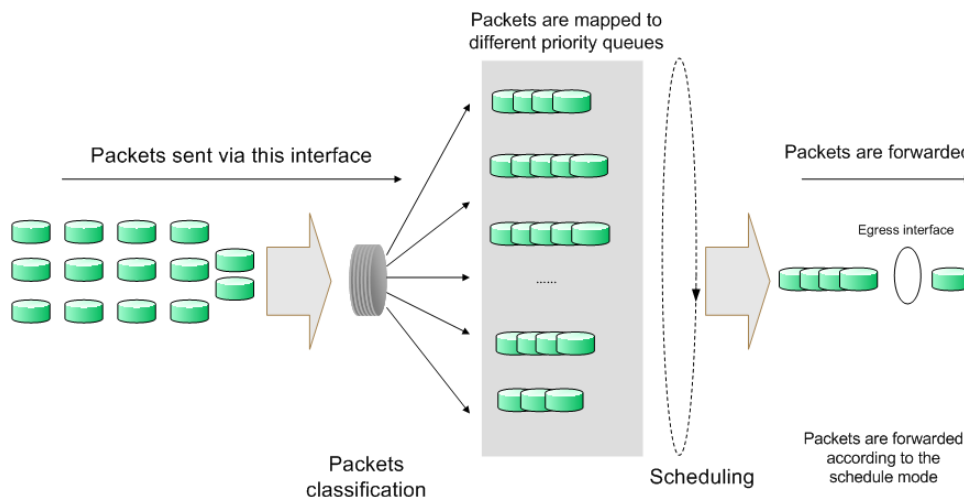 Packets are mapped to
different priority queues
Packets sent via this interface
Packets are forwarded
Egress interface
......
Packets
classification
Scheduling
Packets are forwarded
according to the
schedule mode